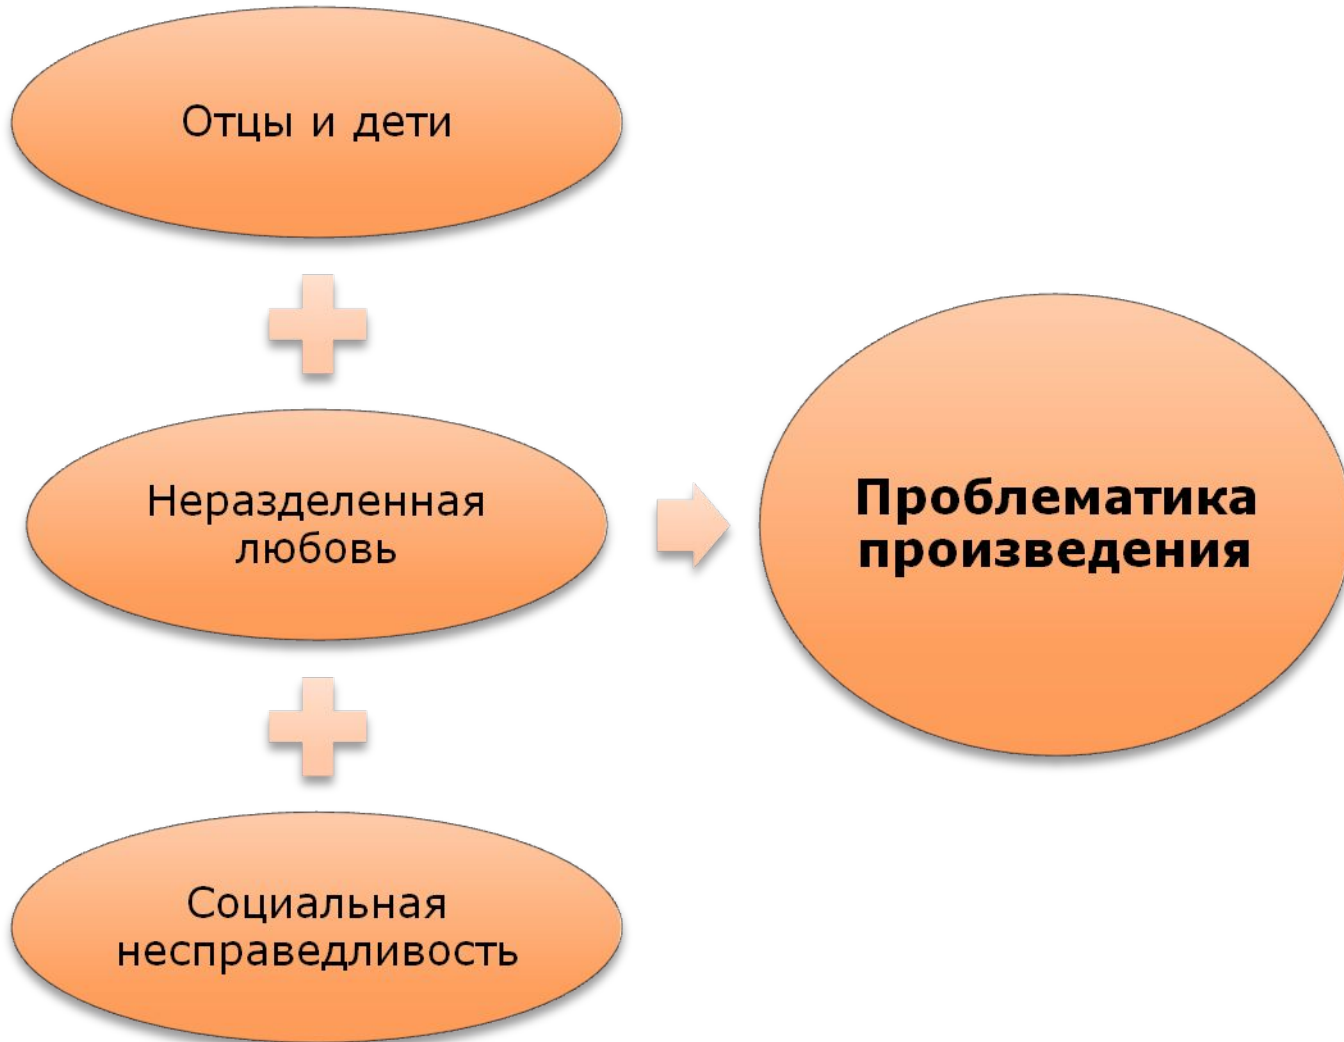 Отцы и дети
Неразделенная
любовь
Проблематика
произведения
Социальная
несправедливость